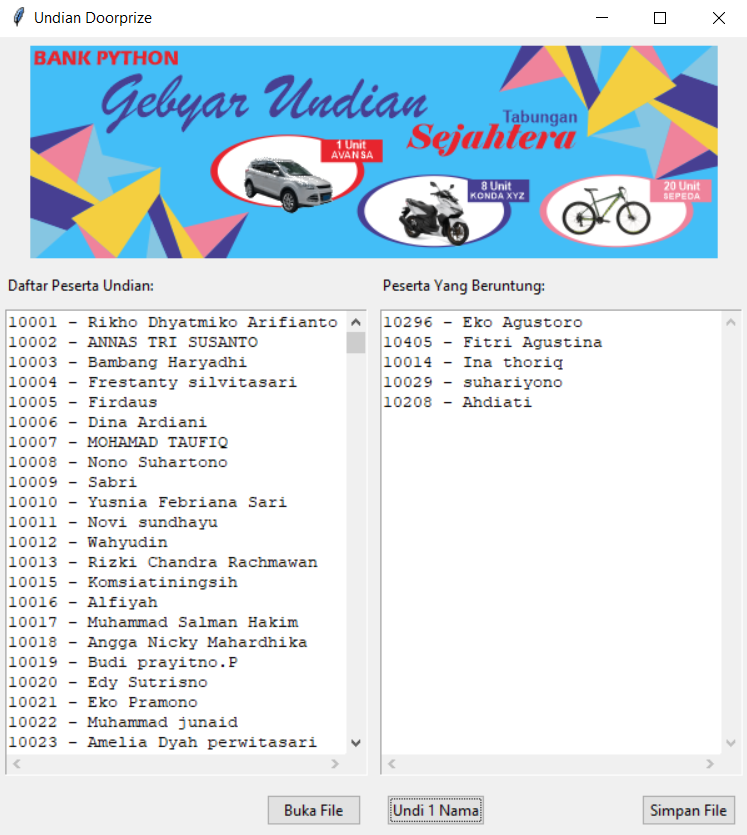 Undian Doorprize
BANK PYTHON
Gebyar Undian
Tabungan
Sejahtera
1 Unit
AVANSA
8 Unit
KONDA XYZ
20 Unit
SEPEDA
Daftar Peserta Undian:
10001 - Rikho Dhyatmiko Arifianto
10002 - ANNAS TRI SUSANTO
10003 - Bambang Haryadhi
10004 - Frestanty silvitasari
10005 - Firdaus
10006 - Dina Ardiani
10007 - MOHAMAD TAUFIQ
10008 - Nono Suhartono
10009 - Sabri
10010 - Yusnia Febriana Sari
10011 - Novi sundhayu
10012 - Wahyudin
10013 - Rizki Chandra Rachmawan
10015 - Komsiatiningsih
10016 - Alfiyah
10017 - Muhammad Salman Hakim
10018 - Angga Nicky Mahardhika
10019 - Budi prayitno.P
10020 - Edy Sutrisno
10021 - Eko Pramono
10022 - Muhammad junaid
10023 - Amelia Dyah perwitasari
Peserta Yang Beruntung:
10296 - Eko Agustoro
10405 - Fitri Agustina
10014 - Ina thoriq
10029 - suhariyono
10208 - Ahdiati
Buka File
Undi 1 Nama
Simpan File